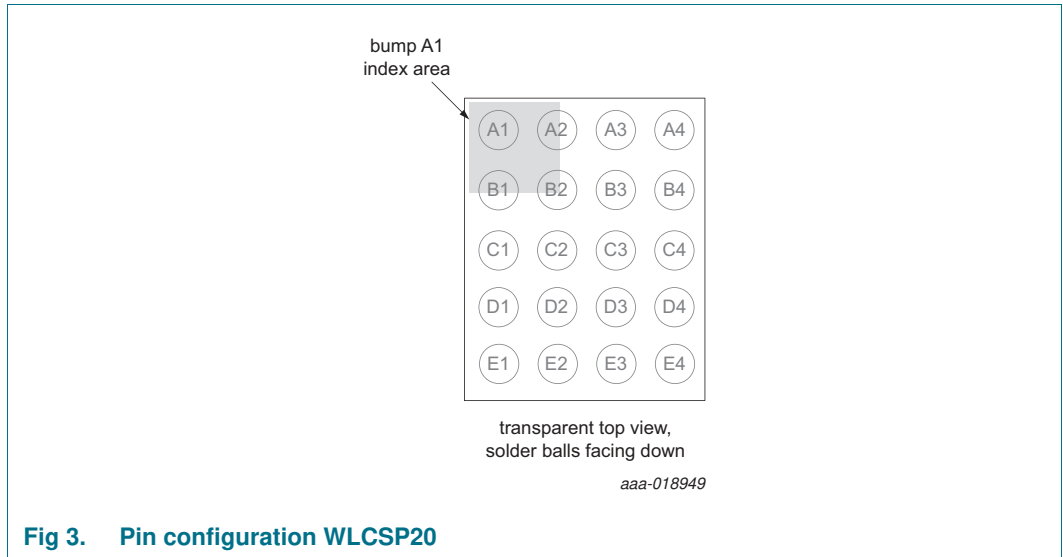 bump A1
index area
A1 A2 A3 A4
B1 B2 B3 B4
C1 C2 C3 C4
D1 D2 D3 D4
E1 E2 E3 E4
transparent top view,
solder balls facing down
aaa-018949
Fig 3. Pin configuration WLCSP20